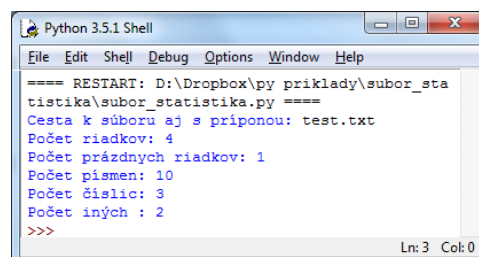 Python 3.5.1 Shell
File Edit Shell Debug Options Window Help
==== RESTART: D:\Dropbox\py priklady\subor_sta
tistika\subor_statistika.py ====
Cesta k súboru aj s príponou: test.txt
Počet riadkov: 4
Počet prázdnych riadkov: 1
Počet písmen: 10
Počet číslic: 3
Počet iných : 2
>>>
Ln: 3 Col: 0